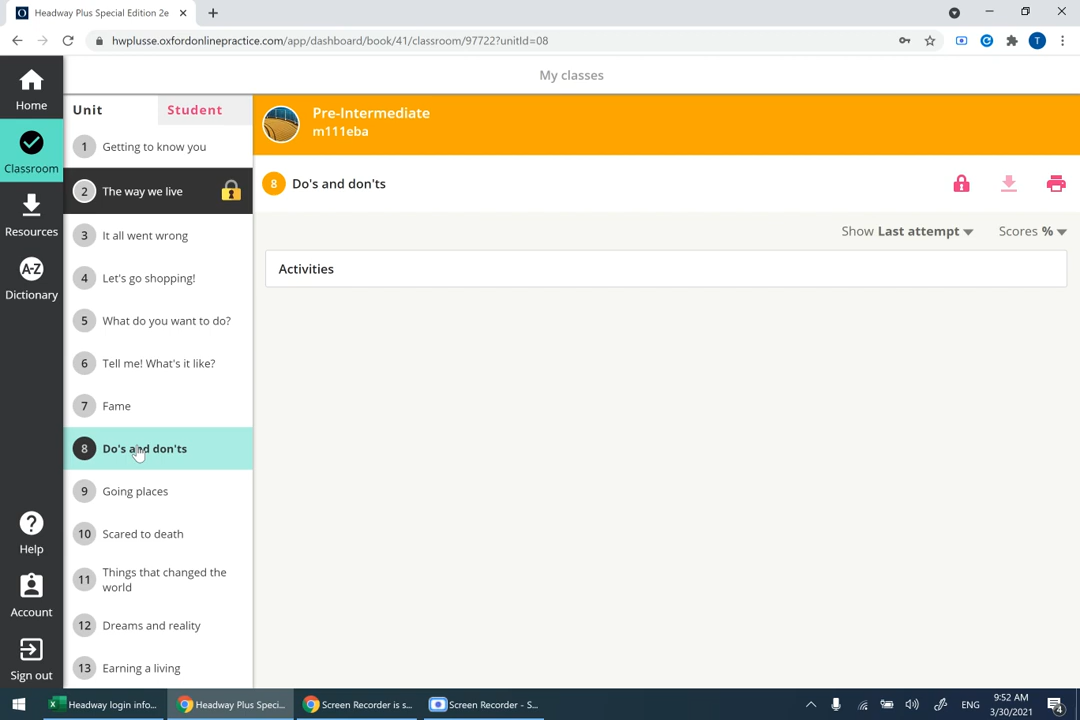 Headway Plus Special Edition 2e
hwplusse.oxfordonlinepractice.com/app/dashboard/book/41/classroom/97722?unitId=08
T
My classes
Home
Classroom
Resources
A-Z
Dictionary
?
Help
Account
Sign out
Unit
Student
1 Getting to know you
2 The way we live
3 It all went wrong
4 Let's go shopping!
5 What do you want to do?
6 Tell me! What's it like?
7 Fame
8 Do's and don'ts
9 Going places
10 Scared to death
11 Things that changed the
world
12 Dreams and reality
13 Earning a living
Pre-Intermediate
m111eba
8 Do's and don'ts
Show Last attempt
Scores %
Activities
Headway login info...
Headway Plus Speci...
Screen Recorder is s...
Screen Recorder - S...
ENG
9:52 AM
3/30/2021
4